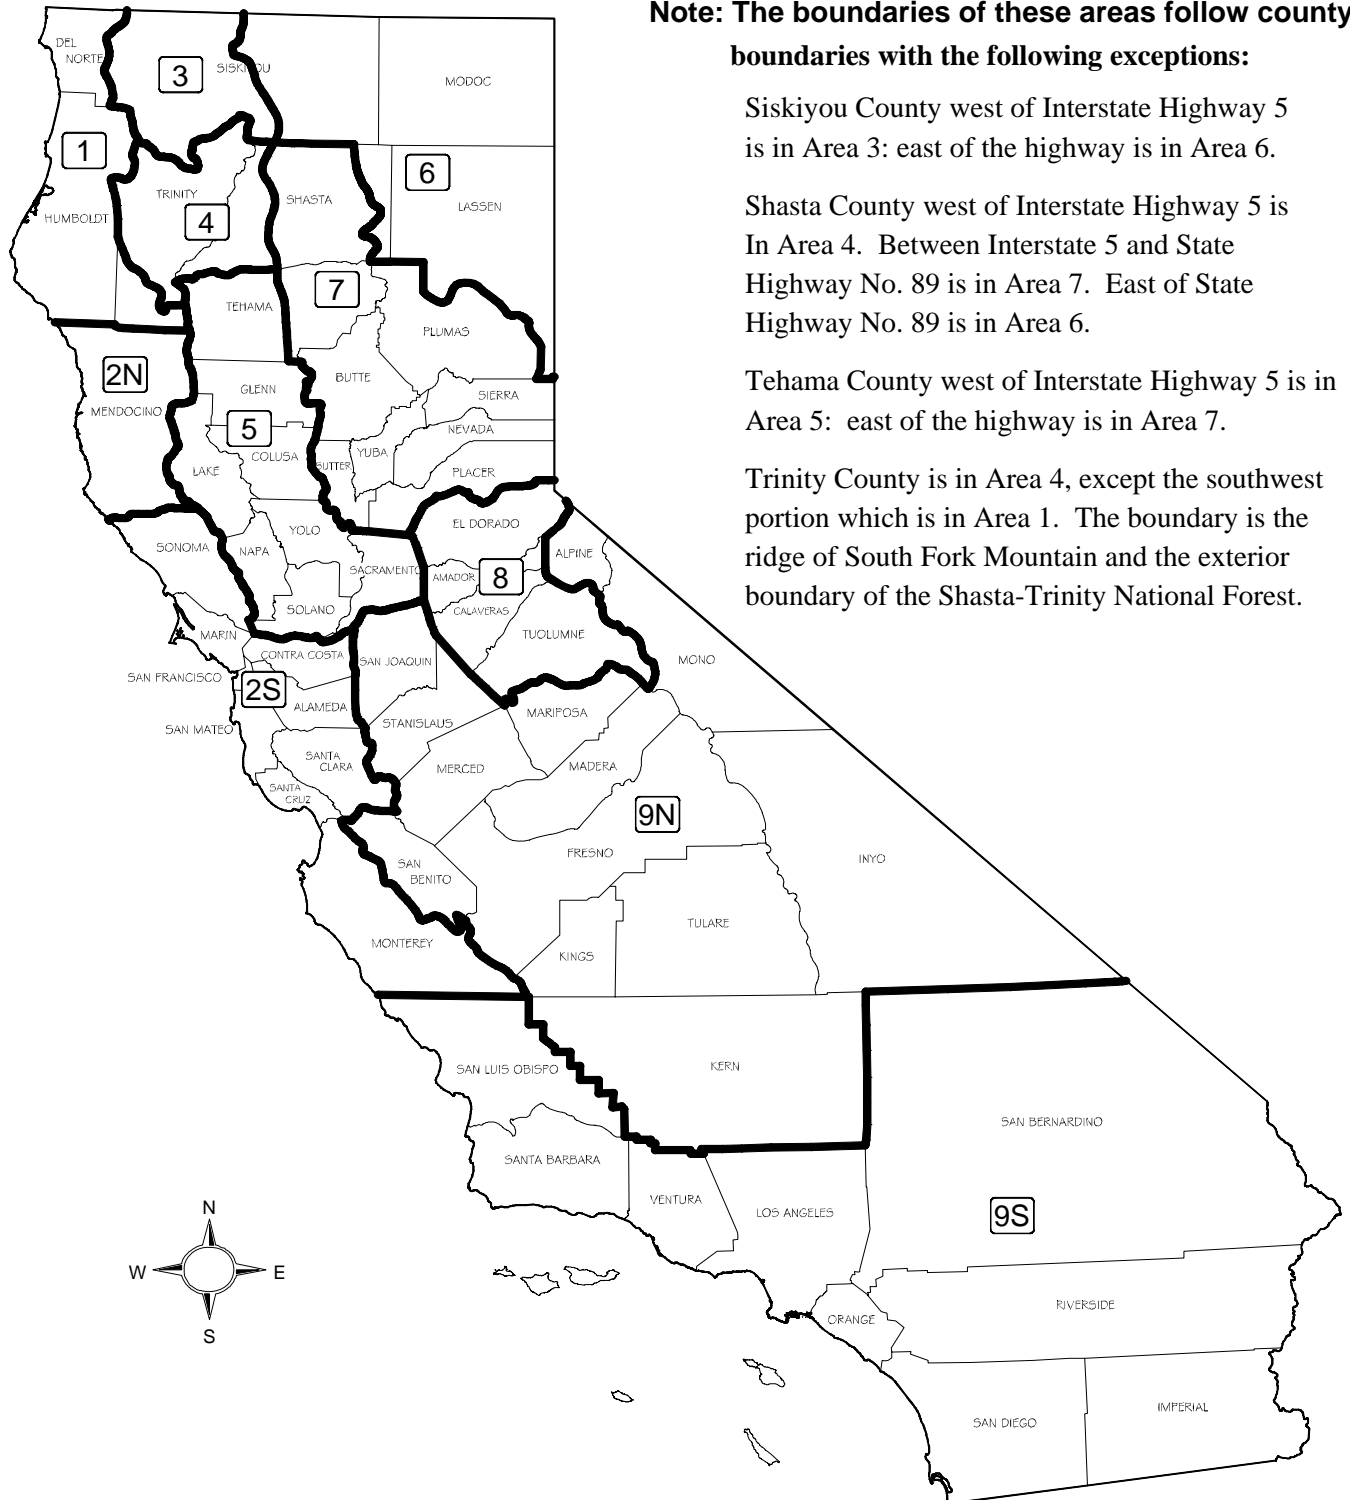 Note: The boundaries of these areas follow county
boundaries with the following exceptions:
Siskiyou County west of Interstate Highway 5
is in Area 3: east of the highway is in Area 6.
Shasta County west of Interstate Highway 5 is
In Area 4. Between Interstate 5 and State
Highway No. 89 is in Area 7. East of State
Highway No. 89 is in Area 6.
Tehama County west of Interstate Highway 5 is in
Area 5: east of the highway is in Area 7.
Trinity County is in Area 4, except the southwest
portion which is in Area 1. The boundary is the
ridge of South Fork Mountain and the exterior
boundary of the Shasta-Trinity National Forest.
DEL
NORTE
3
SISKIYOU
MODOC
1
6
TRINITY
SHASTA
LASSEN
HUMBOLDT
4
7
TEHAMA
PLUMAS
2N
BUTTE
GLENN
SIERRA
MENDOCINO
5
NEVADA
COLUSA
YUBA
SUTTER
LAKE
PLACER
EL DORADO
YOLO
SONOMA
NAPA
ALPINE
SACRAMENTO
AMADOR
8
SOLANO
CALAVERAS
MARIN
TUOLUMNE
CONTRA COSTA
SAN JOAQUIN
MONO
SAN FRANCISCO
2S
ALAMEDA
MARIPOSA
STANISLAUS
SAN MATEO
SANTA
CLARA
MERCED
MADERA
SANTA
CRUZ
9N
FRESNO
INYO
SAN
BENITO
TULARE
MONTEREY
KINGS
SAN LUIS OBISPO
KERN
SAN BERNARDINO
SANTA BARBARA
VENTURA
LOS ANGELES
9S
N
W
E
S
RIVERSIDE
ORANGE
SAN DIEGO
IMPERIAL